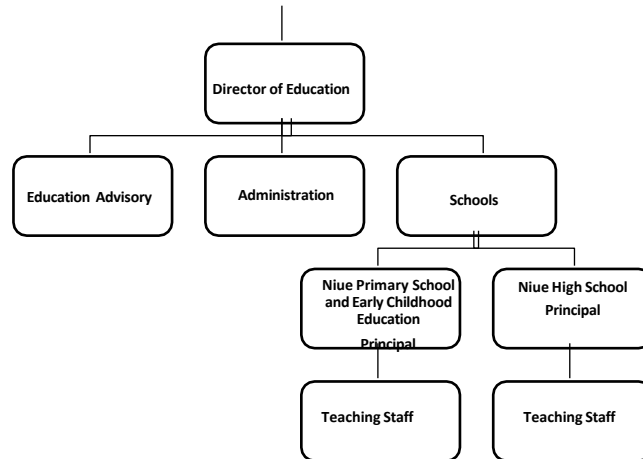 Director of Education
Education Advisory
Administration
Schools
Niue Primary School
and Early Childhood
Education
Principal
Niue High School
Principal
Teaching Staff
Teaching Staff